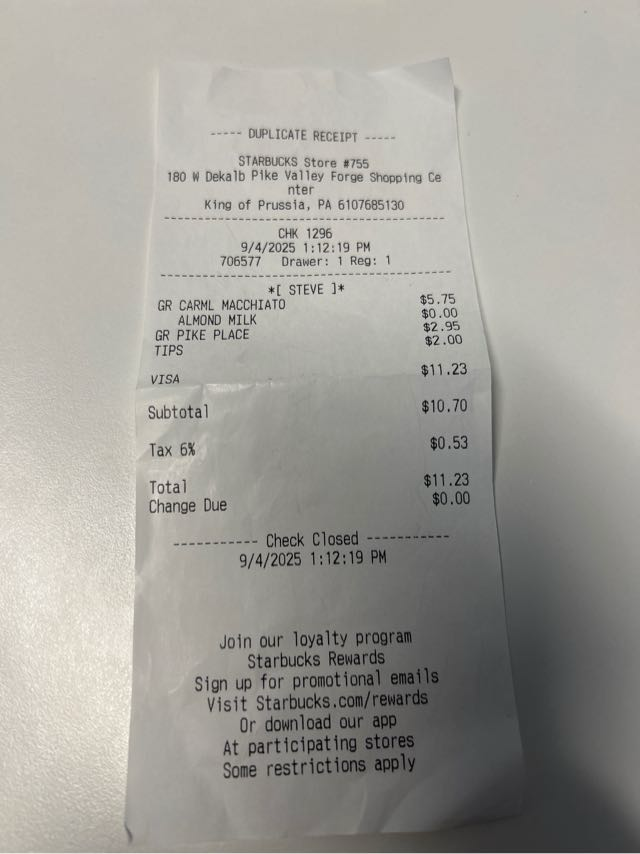 ----- DUPLICATE RECEIPT -----
STARBUCKS Store #755
180 W Dekalb Pike Valley Forge Shopping Ce
nter
King of Prussia, PA 6107685130
CHK 1296
9/4/2025 1:12:19 PM
706577 Drawer: 1 Reg: 1
*[ STEVE ]*
GR CARML MACCHIATO $5.75
ALMOND MILK $0.00
GR PIKE PLACE $2.95
TIPS $2.00
VISA $11.23
Subtotal $10.70
Tax 6% $0.53
Total $11.23
Change Due $0.00
----------- Check Closed -----------
9/4/2025 1:12:19 PM
Join our loyalty program
Starbucks Rewards
Sign up for promotional emails
Visit Starbucks.com/rewards
Or download our app
At participating stores
Some restrictions apply